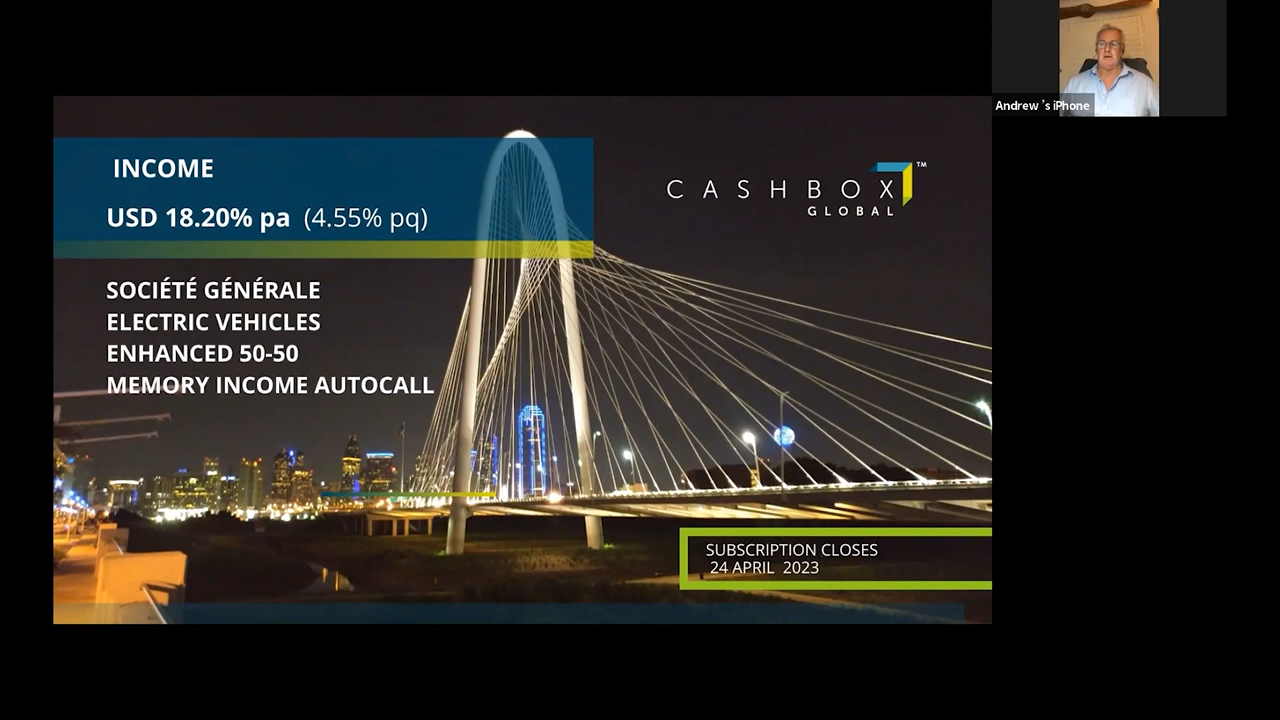 INCOME
USD 18.20% pa (4.55% pq)
SOCIÉTÉ GÉNÉRALE
ELECTRIC VEHICLES
ENHANCED 50-50
MEMORY INCOME AUTOCALL
CASHBOX™
GLOBAL
SUBSCRIPTION CLOSES
24 APRIL 2023
Andrew 's iPhone